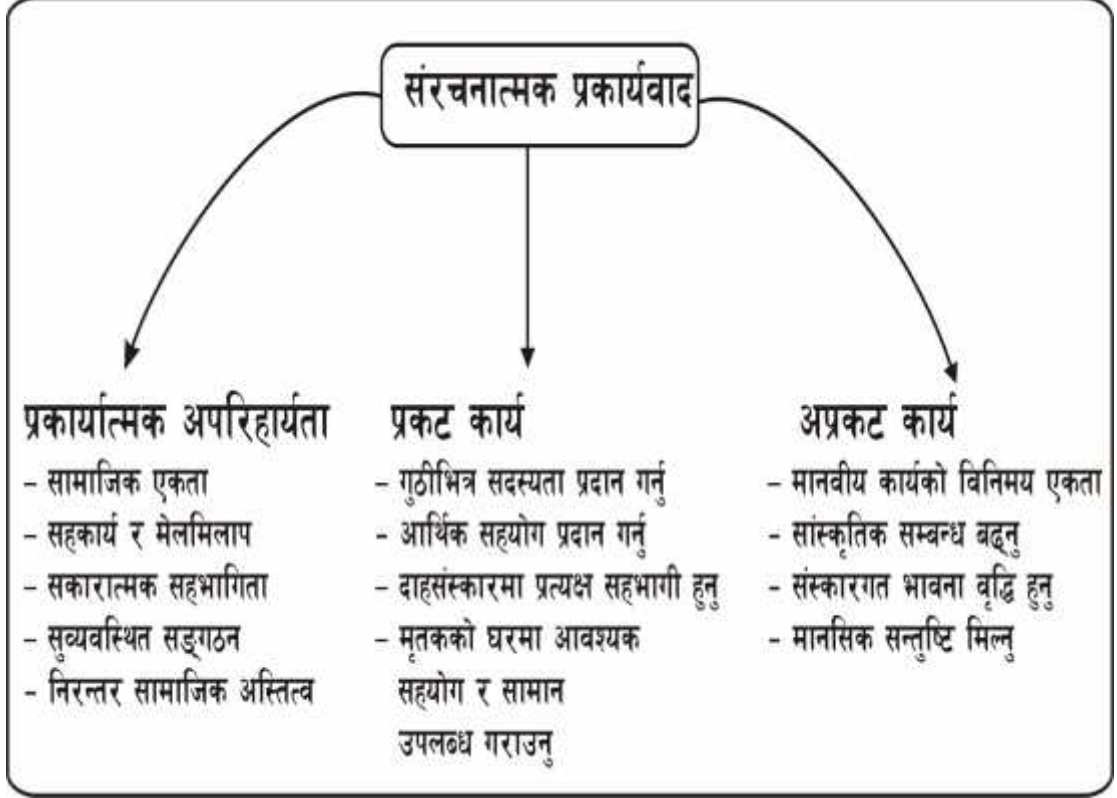 संरचनात्मक प्रकार्यवाद
प्रकार्यात्मक अपरिहार्यता
- सामाजिक एकता
- सहकार्य र मेलमिलाप
- सकारात्मक सहभागिता
- सुव्यवस्थित सङ्गठन
- निरन्तर सामाजिक अस्तित्व
प्रकट कार्य
- गुठीभित्र सदस्यता प्रदान गर्नु
- आर्थिक सहयोग प्रदान गर्नु
- दाहसंस्कारमा प्रत्यक्ष सहभागी हुनु
- मृतकको घरमा आवश्यक
सहयोग र सामान
उपलब्ध गराउनु
अप्रकट कार्य
- मानवीय कार्यको विनिमय एकता
- सांस्कृतिक सम्बन्ध बढ्नु
- संस्कारगत भावना वृद्धि हुनु
- मानसिक सन्तुष्टि मिल्नु